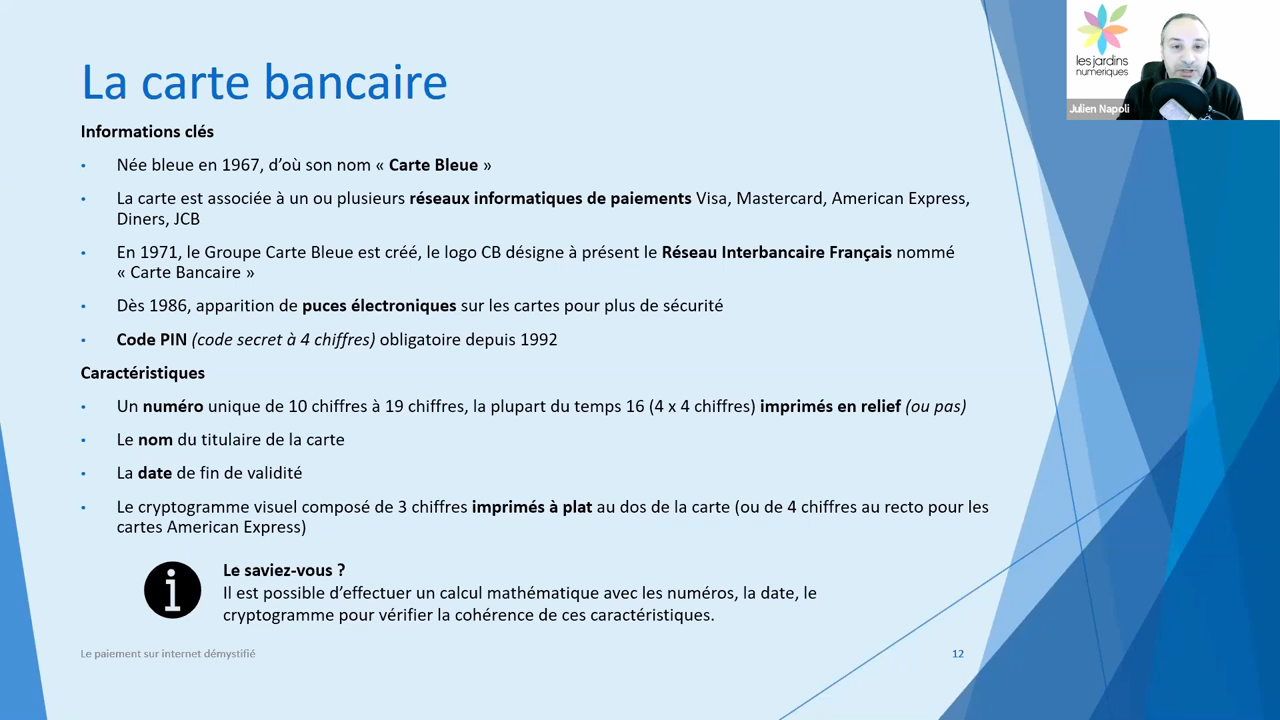 La carte bancaire
Informations clés
Née bleue en 1967, d’où son nom « Carte Bleue »
La carte est associée à un ou plusieurs réseaux informatiques de paiements Visa, Mastercard, American Express,
Diners, JCB
En 1971, le Groupe Carte Bleue est créé, le logo CB désigne à présent le Réseau Interbancaire Français nommé
« Carte Bancaire »
Dès 1986, apparition de puces électroniques sur les cartes pour plus de sécurité
Code PIN (code secret à 4 chiffres) obligatoire depuis 1992
Caractéristiques
Un numéro unique de 10 chiffres à 19 chiffres, la plupart du temps 16 (4 x 4 chiffres) imprimés en relief (ou pas)
Le nom du titulaire de la carte
La date de fin de validité
Le cryptogramme visuel composé de 3 chiffres imprimés à plat au dos de la carte (ou de 4 chiffres au recto pour les
cartes American Express)
Le saviez-vous ?
Il est possible d’effectuer un calcul mathématique avec les numéros, la date, le
cryptogramme pour vérifier la cohérence de ces caractéristiques.
Le paiement sur internet démystifié
12
les jardins
numeriques
Julien Napoli